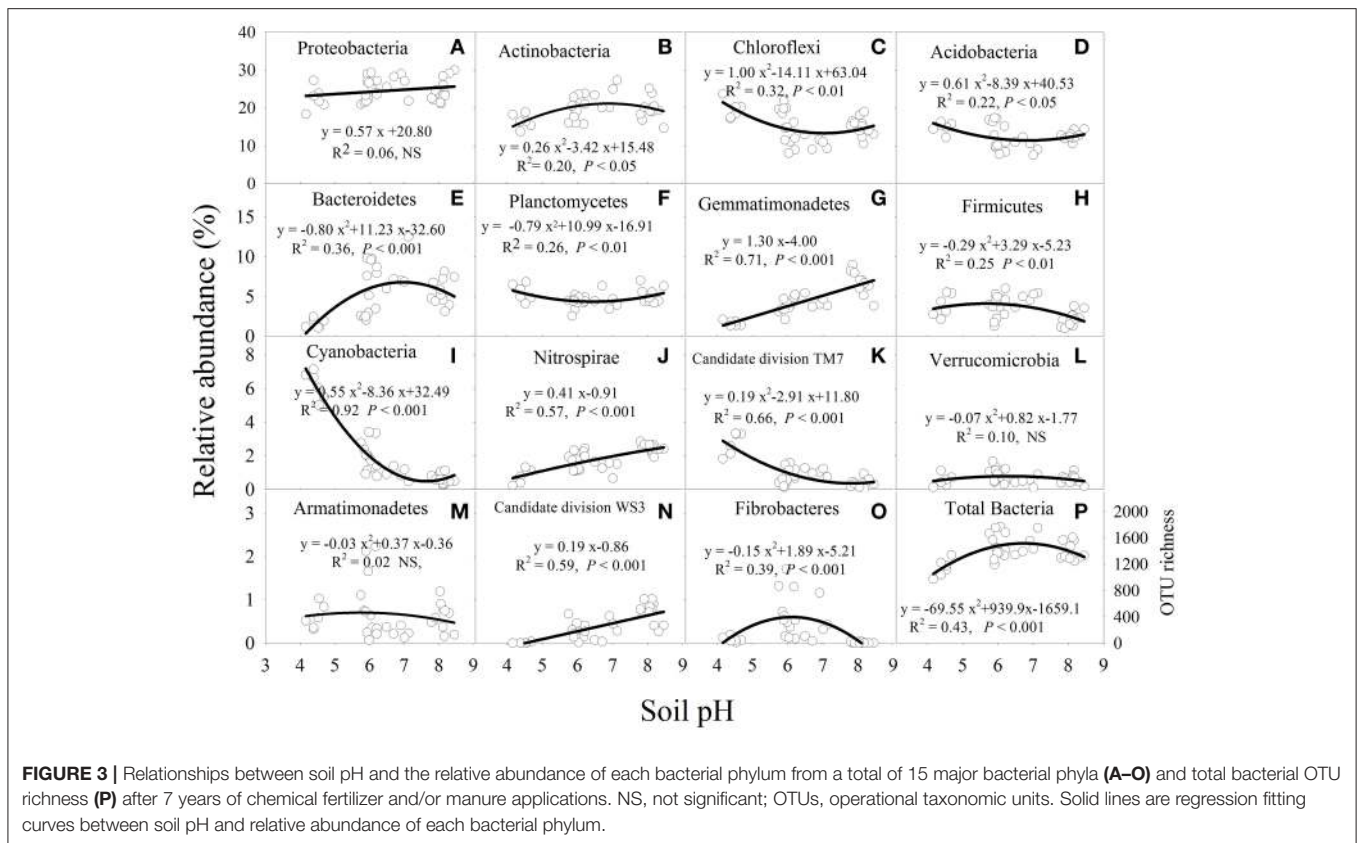 Relative abundance (%)
40
30
20
10
0
Proteobacteria A
y = 0.57 x +20.80
R2 = 0.06, NS
Actinobacteria B
y = 0.26 x2-3.42 x+15.48
R2= 0.20, P < 0.05
Chloroflexi C
y = 1.00 x2-14.11 x+63.04
R2 = 0.32, P < 0.01
Acidobacteria D
y = 0.61 x2-8.39 x+40.53
R2 = 0.22, P < 0.05
15
10
5
0
Bacteroidetes E
y = -0.80 x2+11.23 x-32.60
R2 = 0.36, P < 0.001
Planctomycetes F
y = -0.79 x2+10.99 x-16.91
R2 = 0.26, P < 0.01
Gemmatimonadetes G
y = 1.30 x-4.00
R2 = 0.71, P < 0.001
Firmicutes H
y = -0.29 x2+3.29 x-5.23
R2 = 0.25 P < 0.01
8
6
4
2
0
Cyanobacteria I
y = 0.55 x2-8.36 x+32.49
R2 = 0.92 P < 0.001
Nitrospirae J
y = 0.41 x-0.91
R2 = 0.57, P < 0.001
Candidate division TM7 K
y = 0.19 x2-2.91 x+11.80
R2 = 0.66, P < 0.001
Verrucomicrobia L
y = -0.07 x2+0.82 x-1.77
R2 = 0.10, NS
3
2
1
0
Armatimonadetes M
y = -0.03 x2+0.37 x-0.36
R2 = 0.02 NS,
Candidate division WS3 N
y = 0.19 x-0.86
R2 = 0.59, P < 0.001
Fibrobacteres O
y = -0.15 x2+1.89 x-5.21
R2 = 0.39, P < 0.001
Total Bacteria P
y = -69.55 x2+939.9x-1659.1
R2 = 0.43, P < 0.001
2000
1600
1200
800
400
0
OTU richness
3 4 5 6 7 8 9 4 5 6 7 8 9 4 5 6 7 8 9 4 5 6 7 8 9
Soil pH
FIGURE 3 | Relationships between soil pH and the relative abundance of each bacterial phylum from a total of 15 major bacterial phyla (A–O) and total bacterial OTU
richness (P) after 7 years of chemical fertilizer and/or manure applications. NS, not significant; OTUs, operational taxonomic units. Solid lines are regression fitting
curves between soil pH and relative abundance of each bacterial phylum.